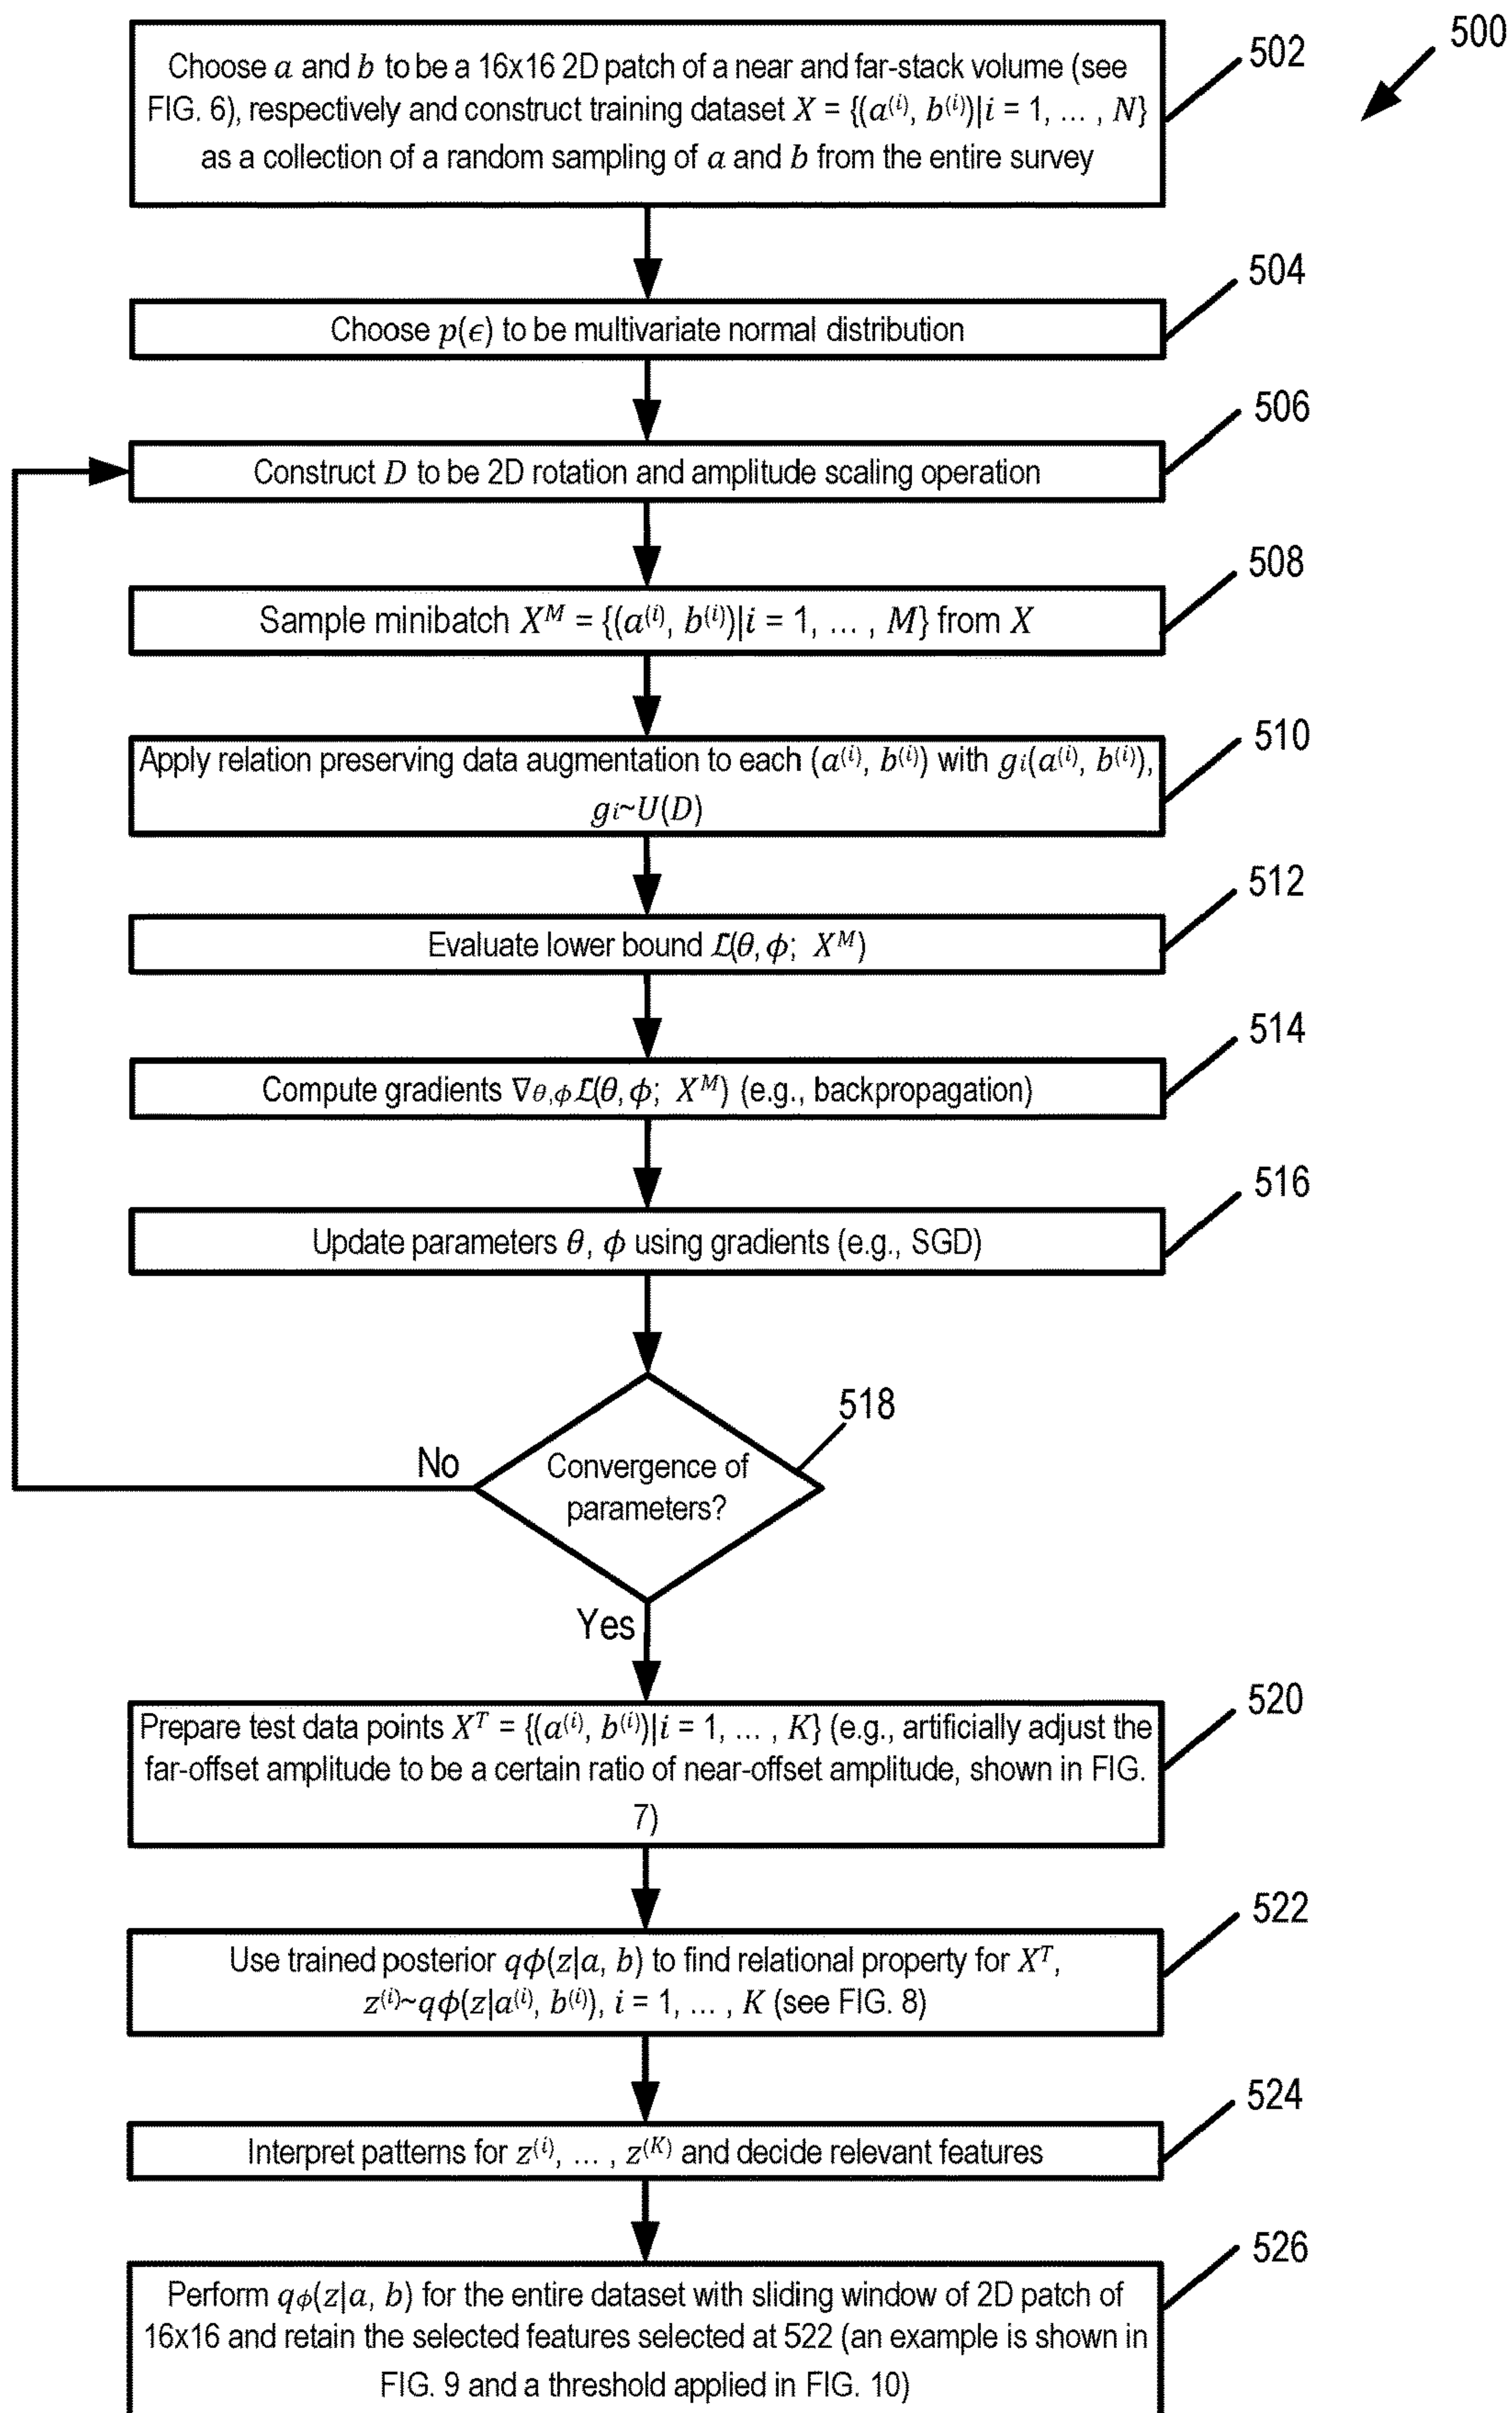 500
502
Choose a and b to be a 16x16 2D patch of a near and far-stack volume (see
FIG. 6), respectively and construct training dataset X = {(a⁽ⁱ⁾, b⁽ⁱ⁾)|i = 1, … , N}
as a collection of a random sampling of a and b from the entire survey
504
Choose p(ϵ) to be multivariate normal distribution
506
Construct D to be 2D rotation and amplitude scaling operation
508
Sample minibatch Xᴹ = {(a⁽ⁱ⁾, b⁽ⁱ⁾)|i = 1, … , M} from X
510
Apply relation preserving data augmentation to each (a⁽ⁱ⁾, b⁽ⁱ⁾) with gᵢ(a⁽ⁱ⁾, b⁽ⁱ⁾),
gᵢ~U(D)
512
Evaluate lower bound ℒ(θ, ϕ; Xᴹ)
514
Compute gradients ∇θ,ϕℒ(θ, ϕ; Xᴹ) (e.g., backpropagation)
516
Update parameters θ, ϕ using gradients (e.g., SGD)
518
Convergence of
parameters?
No
Yes
520
Prepare test data points Xᵀ = {(a⁽ⁱ⁾, b⁽ⁱ⁾)|i = 1, … , K} (e.g., artificially adjust the
far-offset amplitude to be a certain ratio of near-offset amplitude, shown in FIG.
7)
522
Use trained posterior qϕ(z|a, b) to find relational property for Xᵀ,
z⁽ⁱ⁾~qϕ(z|a⁽ⁱ⁾, b⁽ⁱ⁾), i = 1, … , K (see FIG. 8)
524
Interpret patterns for z⁽ⁱ⁾, … , z⁽ᴷ⁾ and decide relevant features
526
Perform qϕ(z|a, b) for the entire dataset with sliding window of 2D patch of
16x16 and retain the selected features selected at 522 (an example is shown in
FIG. 9 and a threshold applied in FIG. 10)